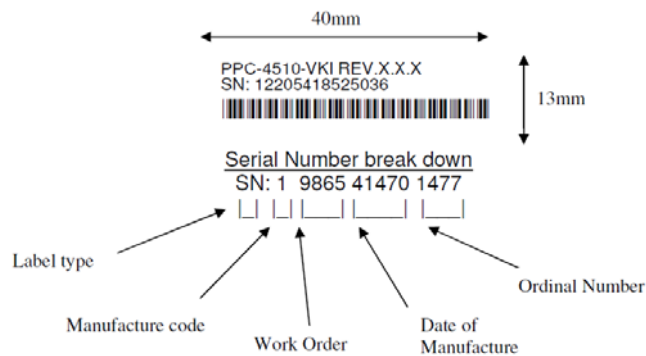 40mm
PPC-4510-VKI REV.X.X.X
SN: 12205418525036
13mm
Serial Number break down
SN: 1 9865 41470 1477
Label type
Ordinal Number
Manufacture code
Work Order
Date of
Manufacture